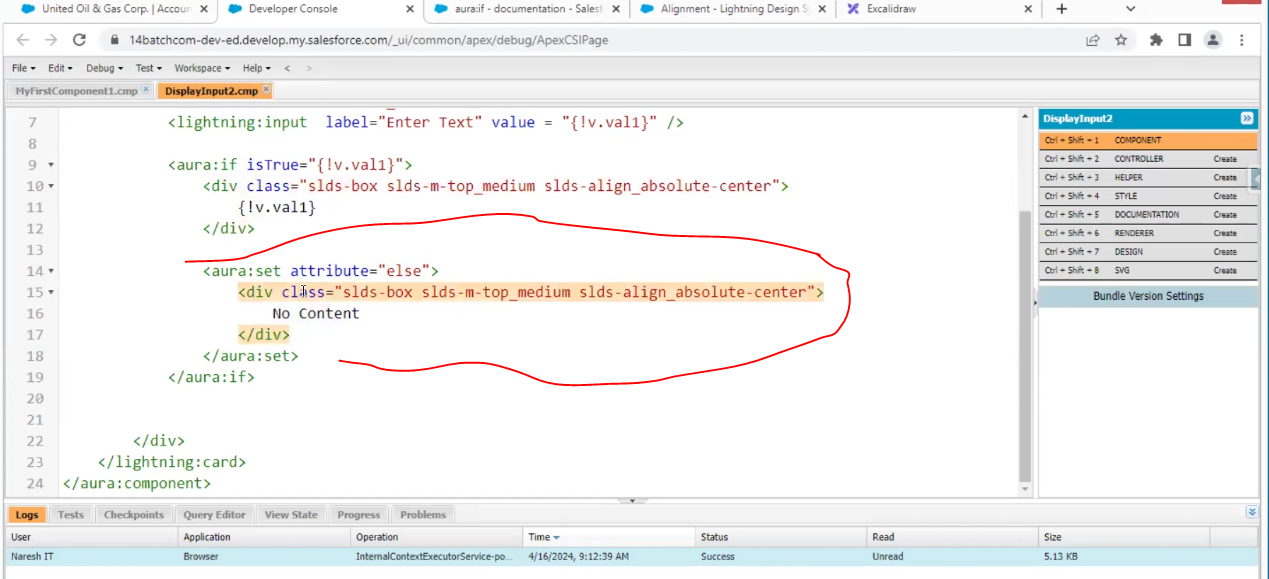 United Oil & Gas Corp. | Accoun
Developer Console
aura:if - documentation - Sales
Alignment - Lightning Design S
Excalidraw
14batchcom-dev-ed.develop.my.salesforce.com/_ui/common/apex/debug/ApexCSIPage
File Edit Debug Test Workspace Help < >
MyFirstComponent1.cmp DisplayInput2.cmp
7 <lightning:input label="Enter Text" value = "{!v.val1}" />
8
9 <aura:if isTrue="{!v.val1}">
10 <div class="slds-box slds-m-top_medium slds-align_absolute-center">
11 {!v.val1}
12 </div>
13
14 <aura:set attribute="else">
15 <div class="slds-box slds-m-top_medium slds-align_absolute-center">
16 No Content
17 </div>
18 </aura:set>
19 </aura:if>
20
21
22 </div>
23 </lightning:card>
24 </aura:component>
DisplayInput2
Ctrl + Shift + 1 COMPONENT
Ctrl + Shift + 2 CONTROLLER Create
Ctrl + Shift + 3 HELPER Create
Ctrl + Shift + 4 STYLE Create
Ctrl + Shift + 5 DOCUMENTATION Create
Ctrl + Shift + 6 RENDERER Create
Ctrl + Shift + 7 DESIGN Create
Ctrl + Shift + 8 SVG Create
Bundle Version Settings
Logs Tests Checkpoints Query Editor View State Progress Problems
User Application Operation Time Status Read Size
Naresh IT Browser InternalContextExecutorService-po... 4/16/2024, 9:12:39 AM Success Unread 5.13 KB